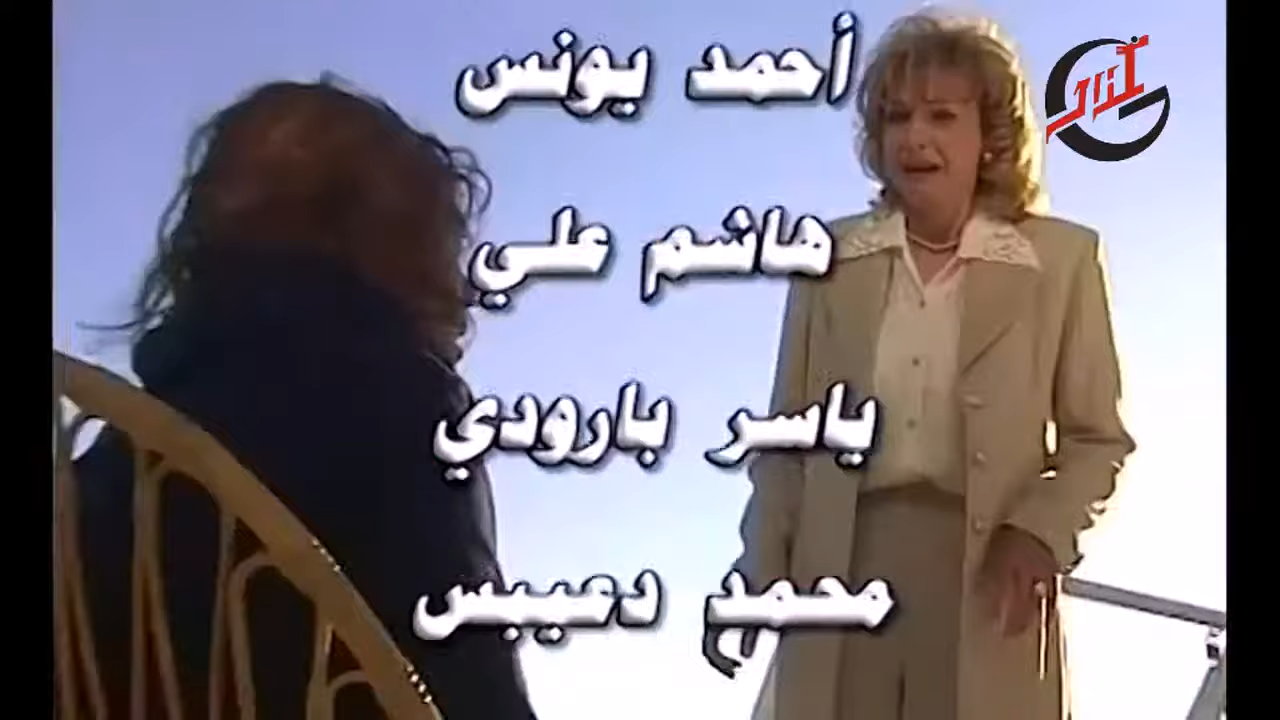 أحمد يونس
هاشم علي
ياسر بارودي
محمد دعيبس